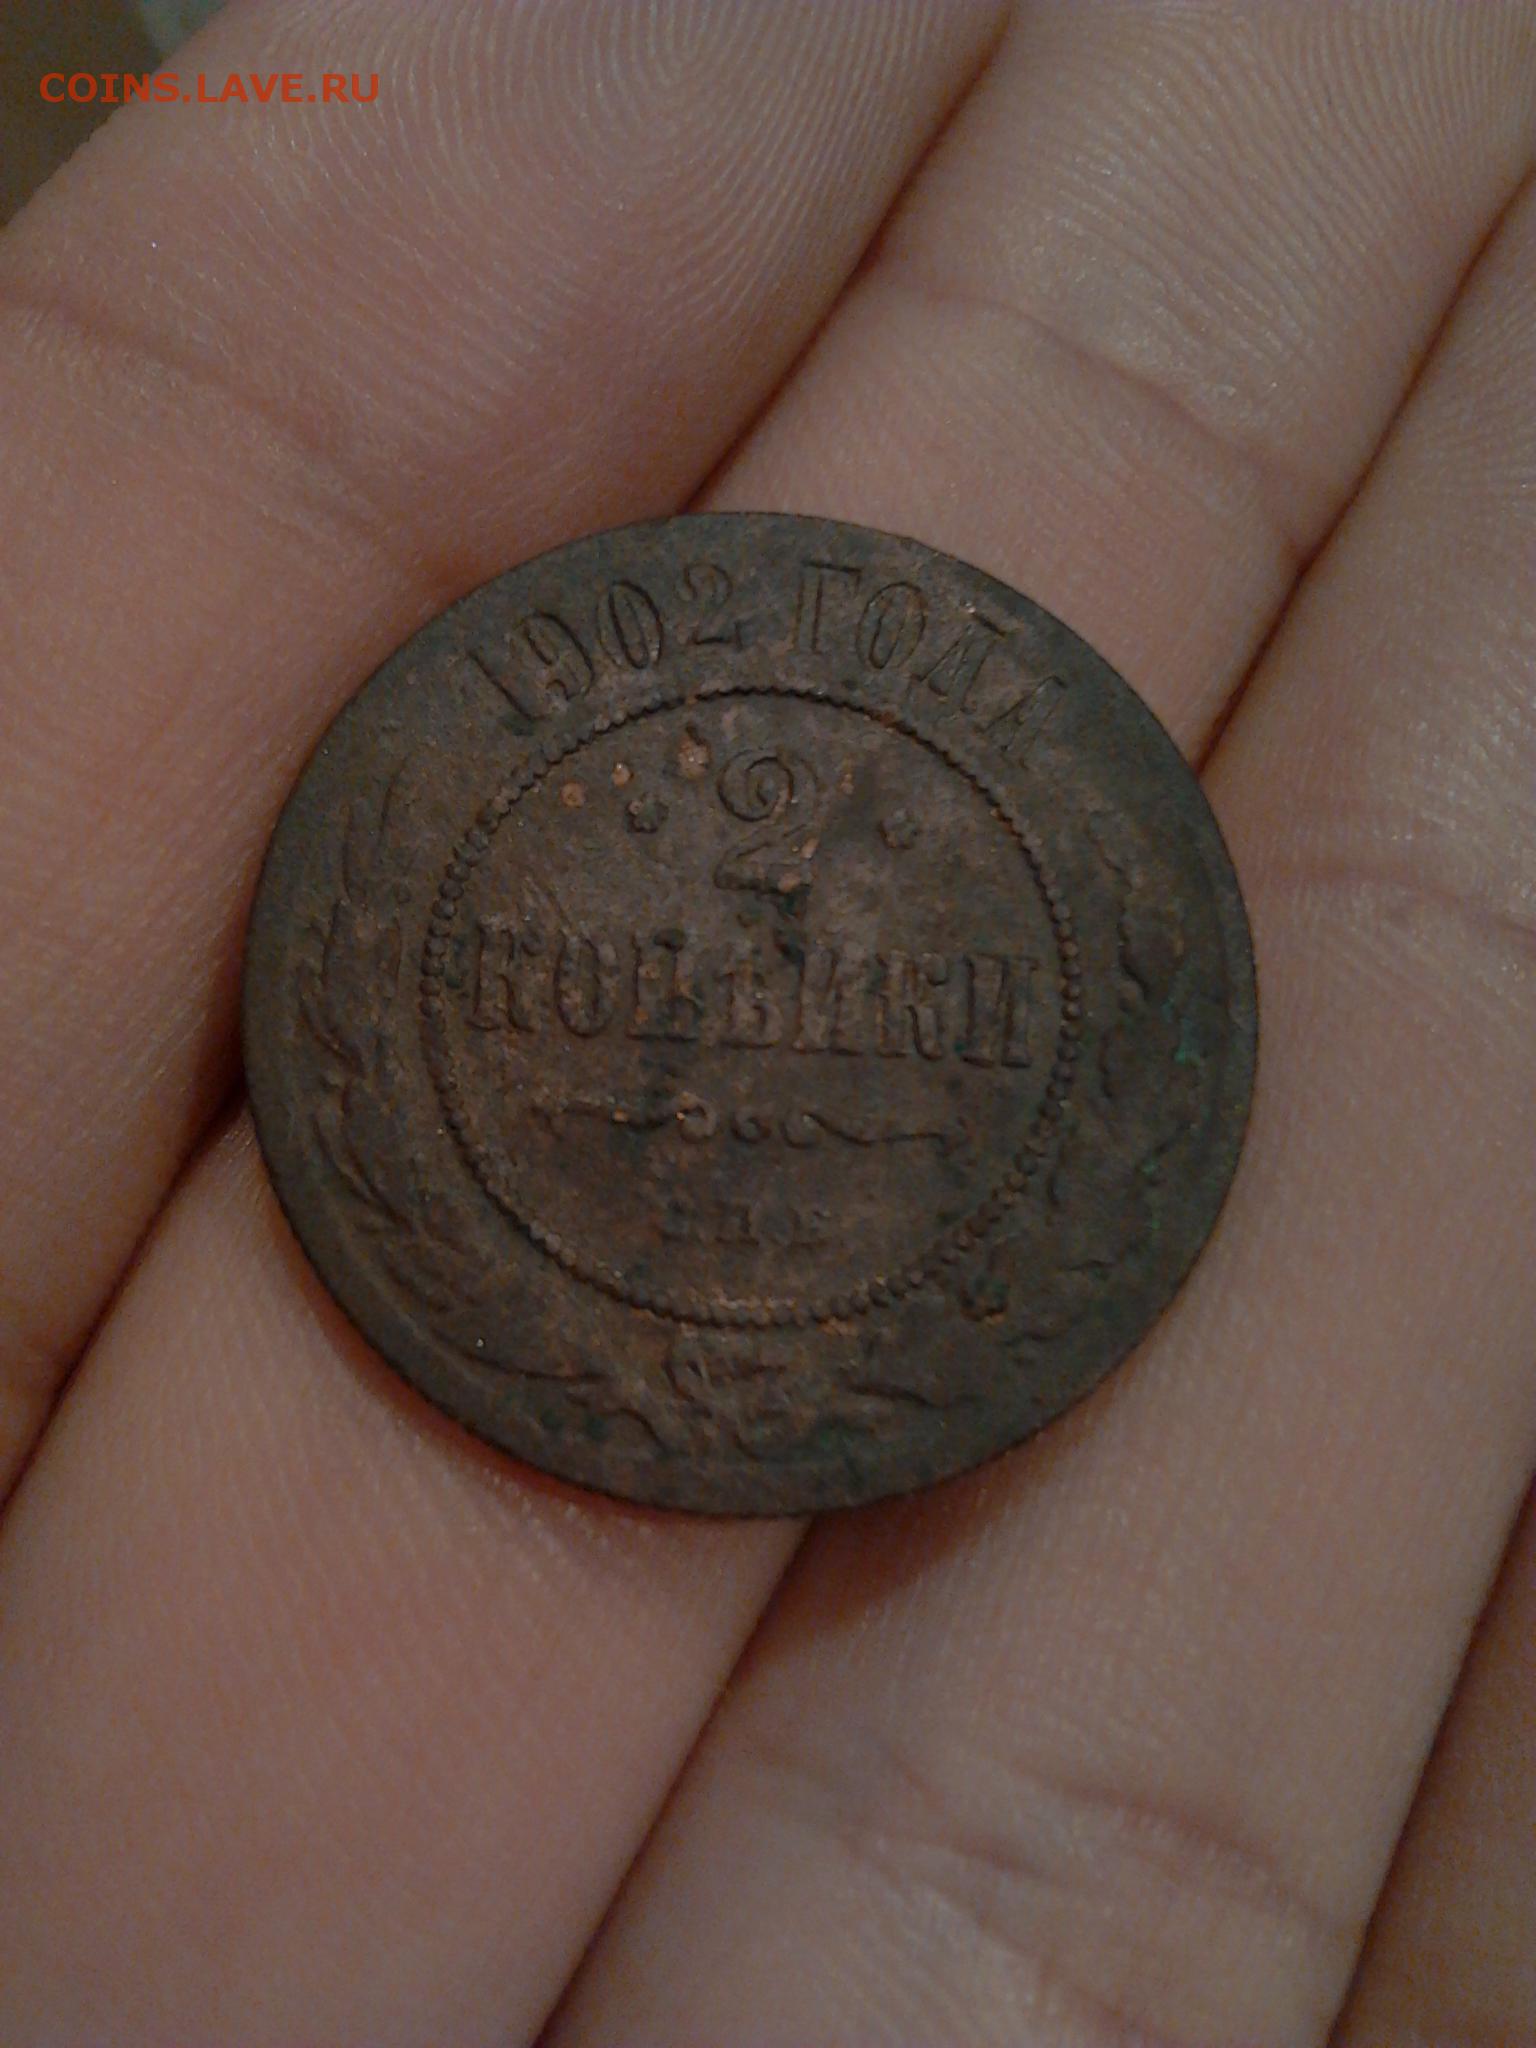 COINS.LAVE.RU
1902 ГОДА
2
КОПѢЙКИ
С.П.Б.